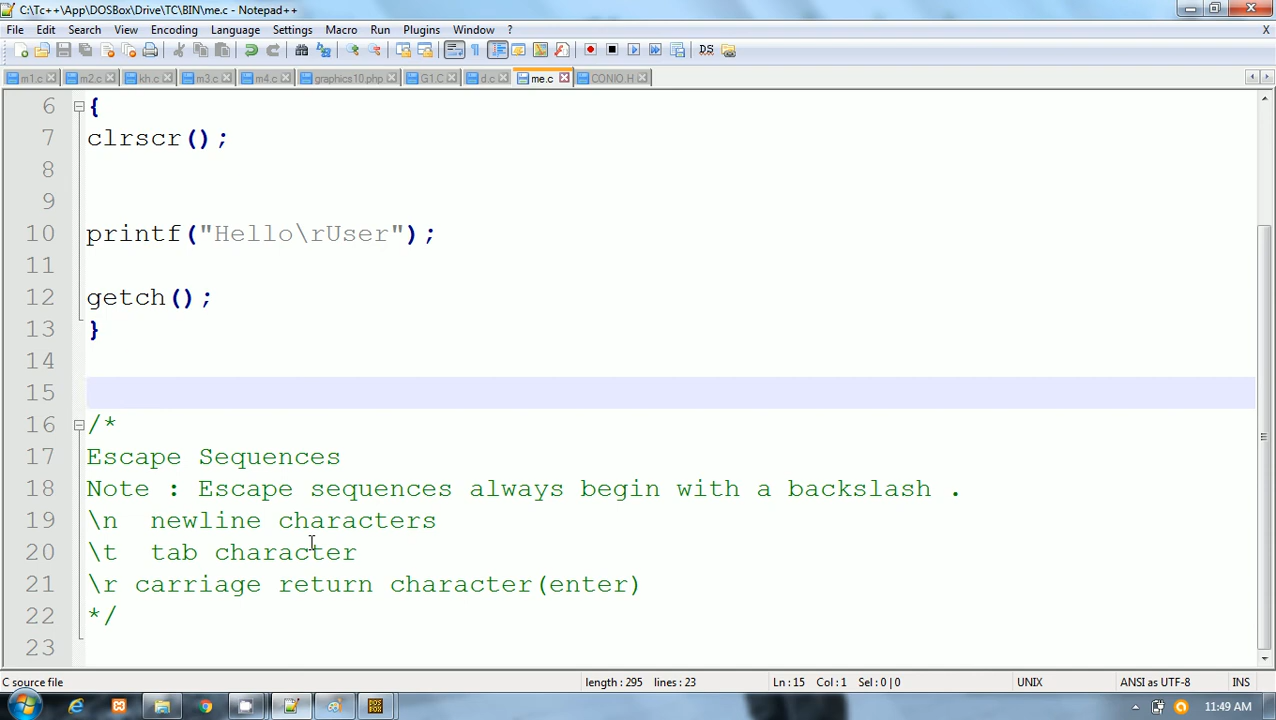 C:\Tc++\App\DOSBox\Drive\TC\BIN\me.c - Notepad++
File Edit Search View Encoding Language Settings Macro Run Plugins Window ? X
m1.c m2.c kh.c m3.c m4.c graphics10.php G1.C d.c me.c CONIO.H
6 {
7 clrscr();
8
9
10 printf("Hello\rUser");
11
12 getch();
13 }
14
15
16 /*
17 Escape Sequences
18 Note : Escape sequences always begin with a backslash .
19 \n newline characters
20 \t tab character
21 \r carriage return character(enter)
22 */
23
C source file length : 295 lines : 23 Ln : 15 Col : 1 Sel : 0 | 0 UNIX ANSI as UTF-8 INS
DOS BOX 11:49 AM